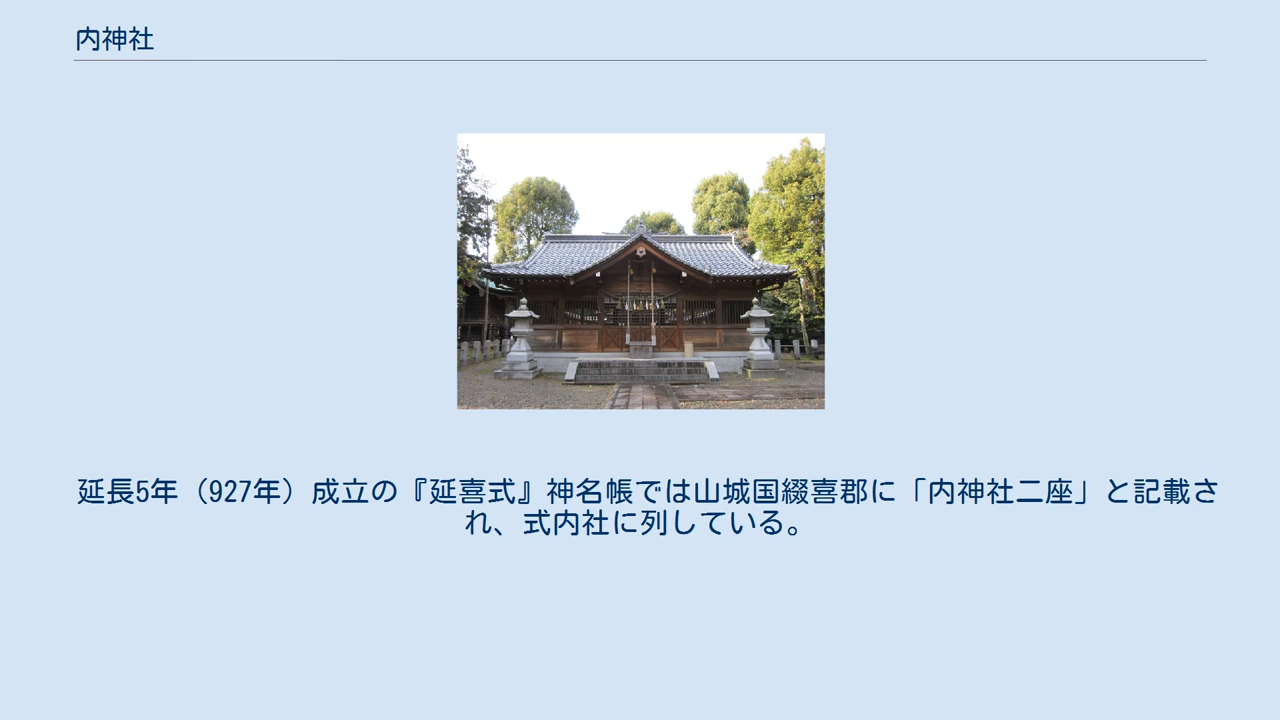 内神社
延長5年（927年）成立の『延喜式』神名帳では山城国綴喜郡に「内神社二座」と記載さ
れ、式内社に列している。